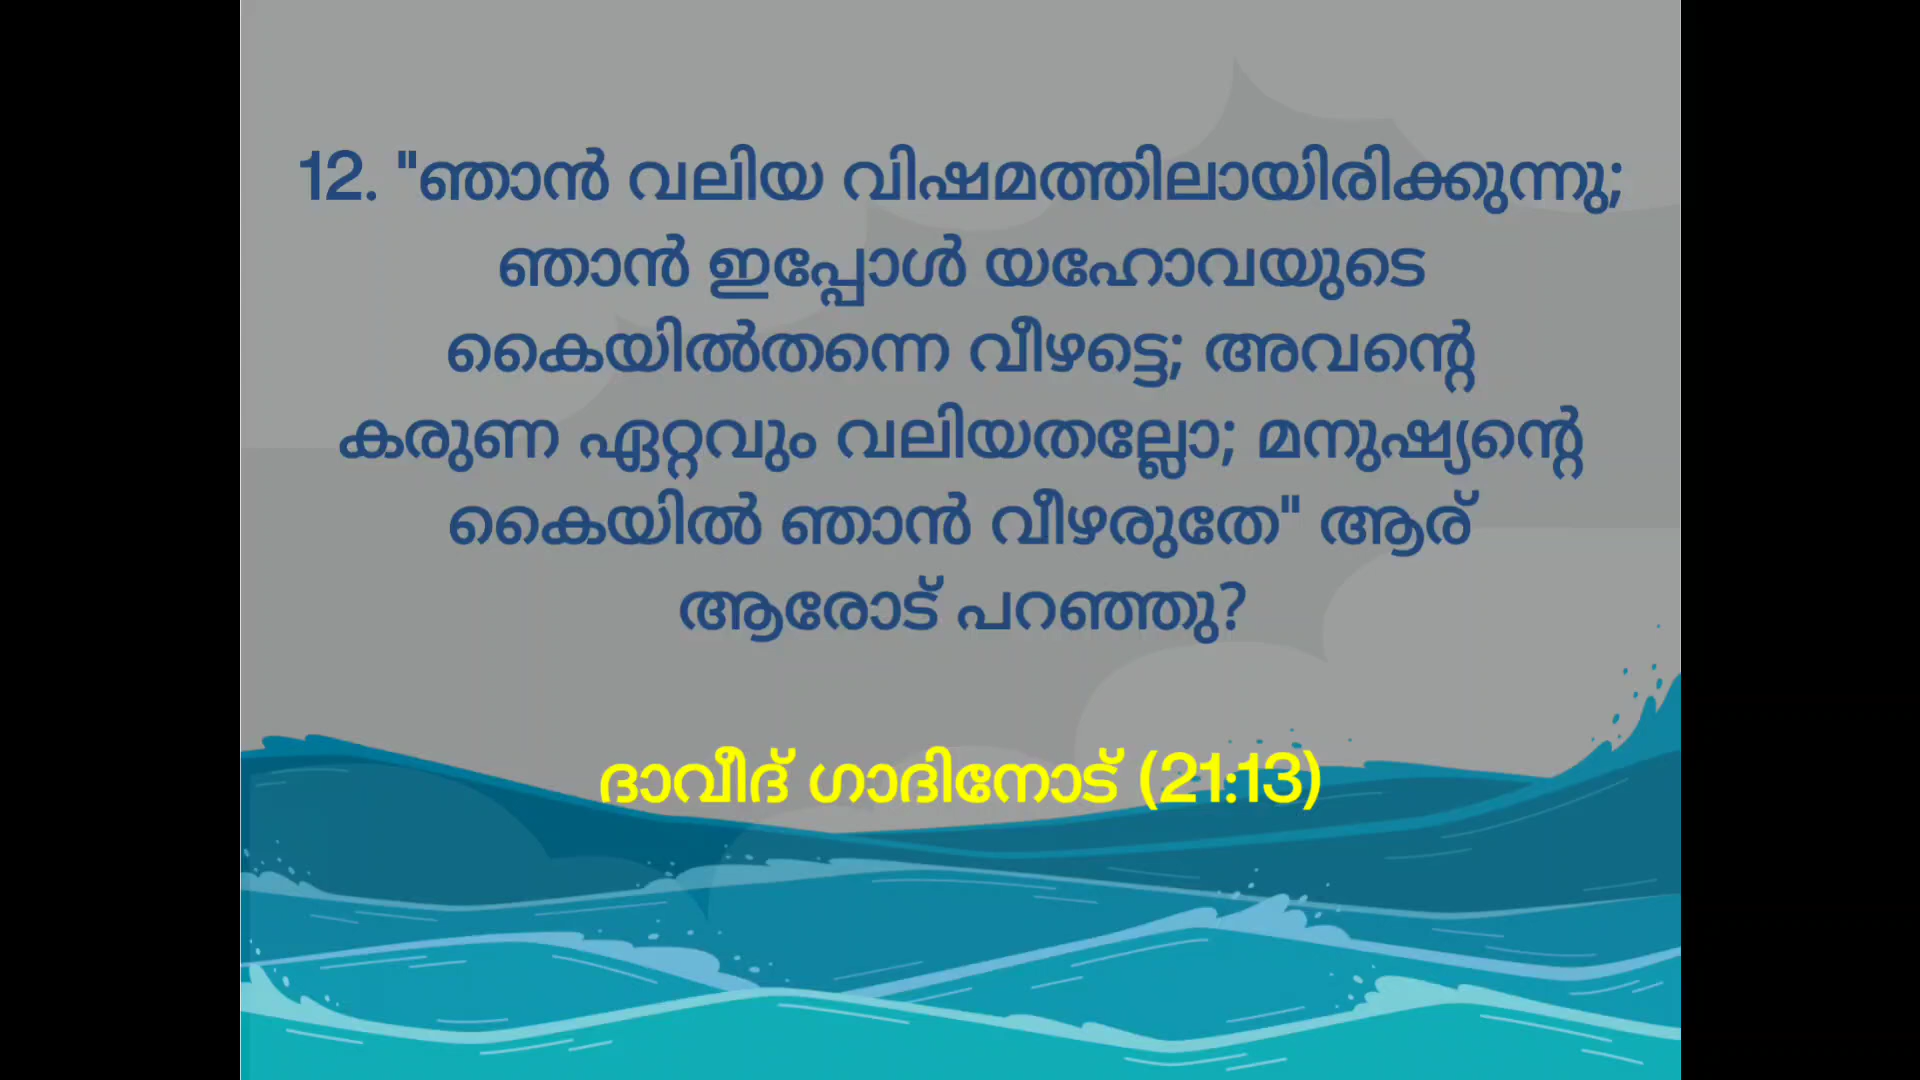 12. "ഞാൻ വലിയ വിഷമത്തിലായിരിക്കുന്നു;
ഞാൻ ഇപ്പോൾ യഹോവയുടെ
കൈയിൽതന്നെ വീഴട്ടെ; അവന്റെ
കരുണ ഏറ്റവും വലിയതല്ലോ; മനുഷ്യന്റെ
കൈയിൽ ഞാൻ വീഴരുതേ" ആര്
ആരോട് പറഞ്ഞു?
ദാവീദ് ഗാദിനോട് (21:13)